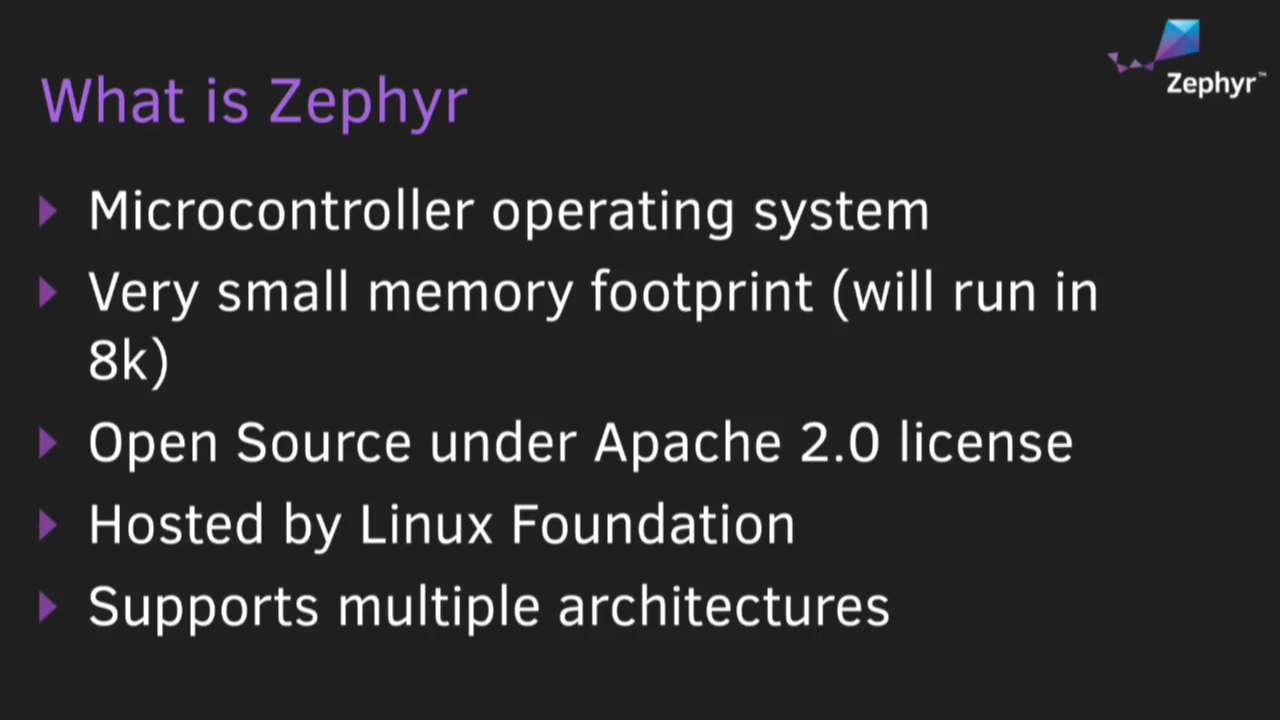 Zephyr™
What is Zephyr
Microcontroller operating system
Very small memory footprint (will run in
8k)
Open Source under Apache 2.0 license
Hosted by Linux Foundation
Supports multiple architectures